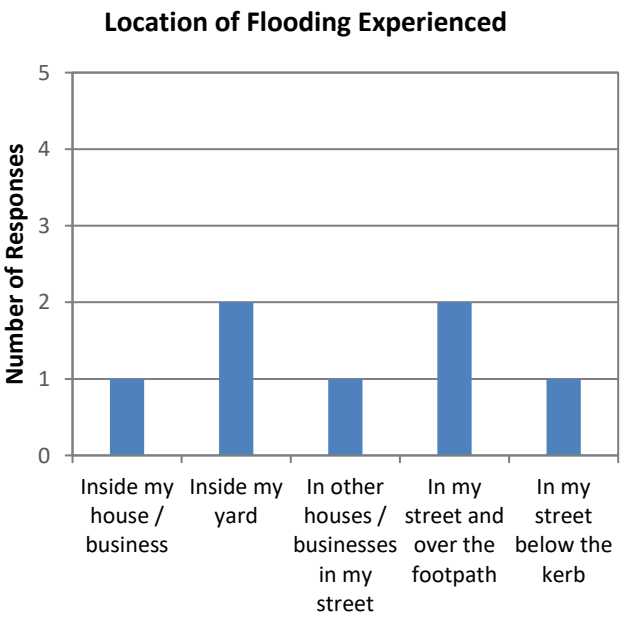 Location of Flooding Experienced
Number of Responses
5
4
3
2
1
0
Inside my
house /
business
Inside my
yard
In other
houses /
businesses
in my
street
In my
street and
over the
footpath
In my
street
below the
kerb